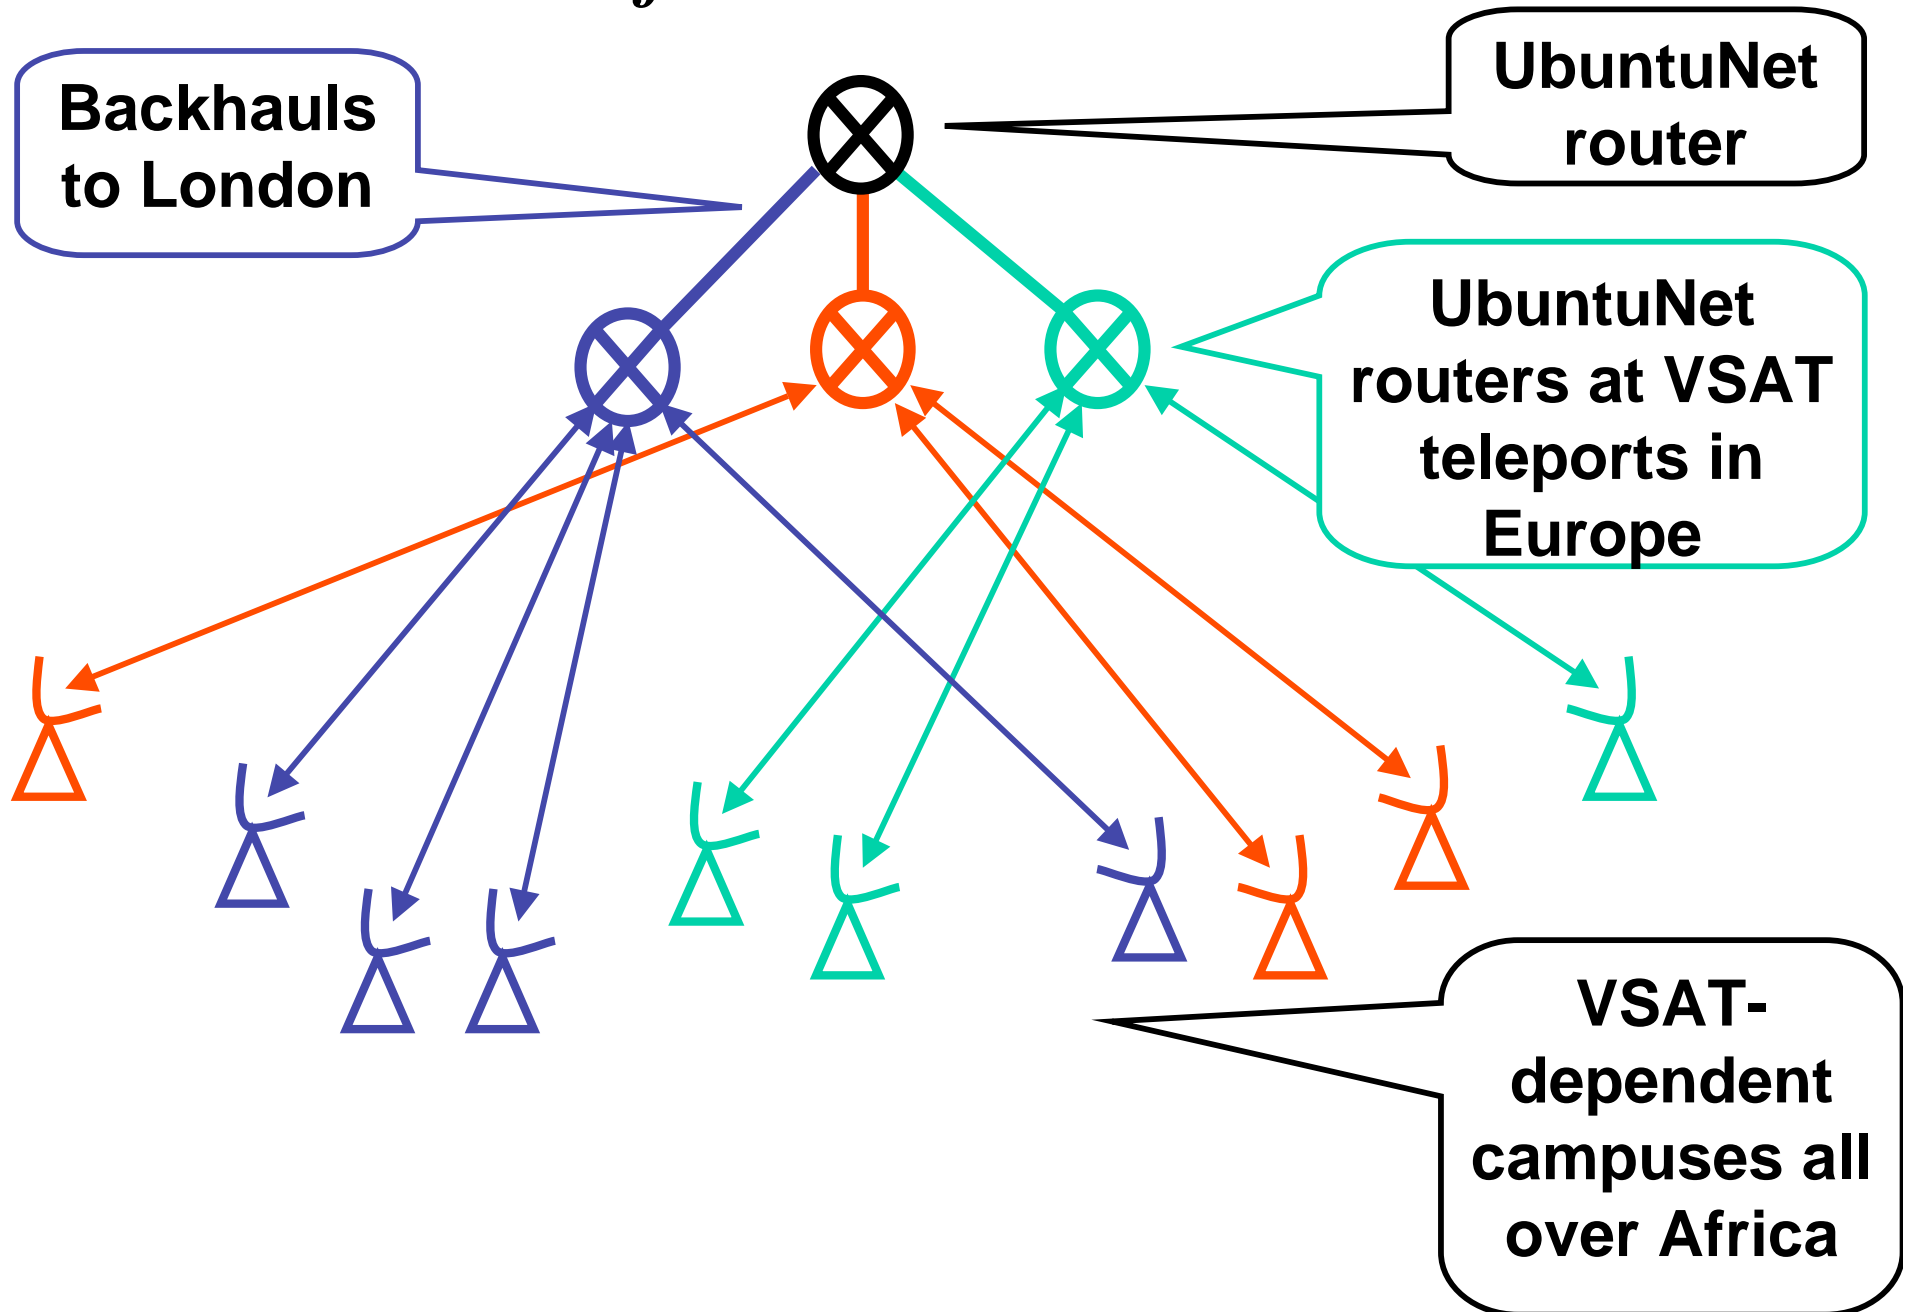 Backhauls
to London
UbuntuNet
router
UbuntuNet
routers at VSAT
teleports in
Europe
VSAT-
dependent
campuses all
over Africa